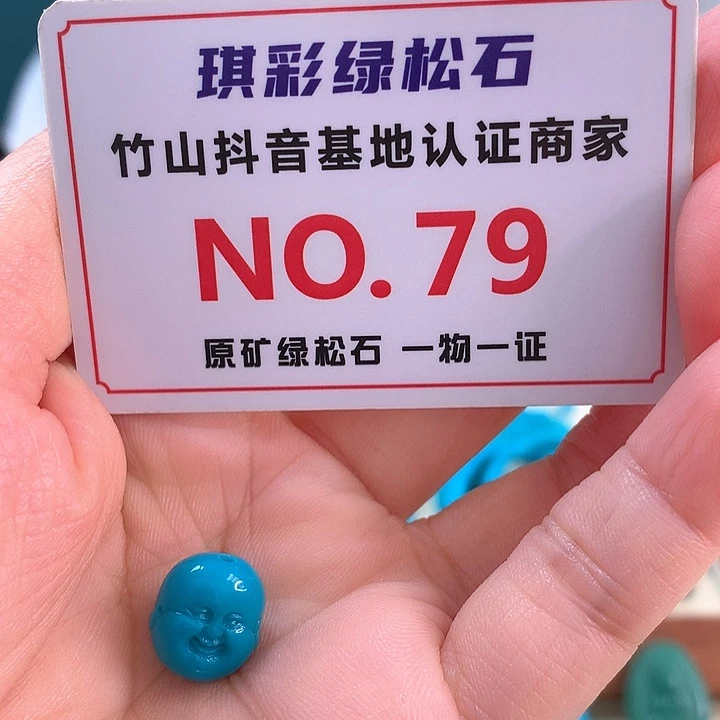 琪彩绿松石
竹山抖音基地认证商家
NO.79
原矿绿松石 一物一证